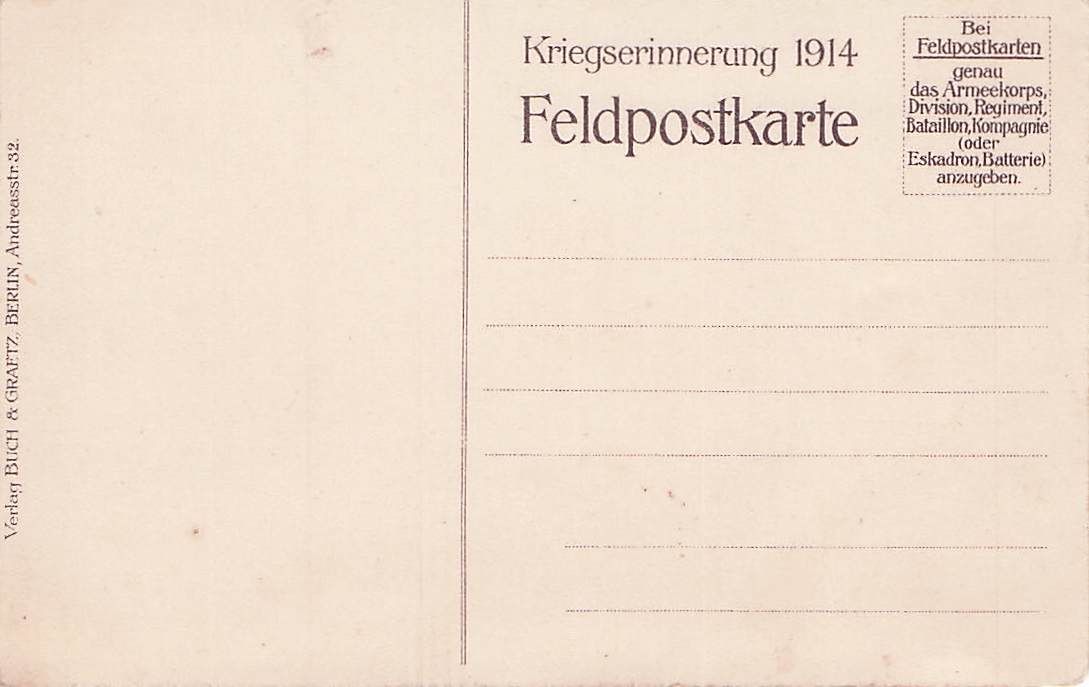 Kriegserinnerung 1914
Feldpostkarte
Bei
Feldpostkarten
genau
das Armeekorps,
Division, Regiment,
Bataillon, Kompagnie
(oder
Eskadron, Batterie)
anzugeben.
Verlag BUCH & GRAETZ, BERLIN, Andreasstr. 32.